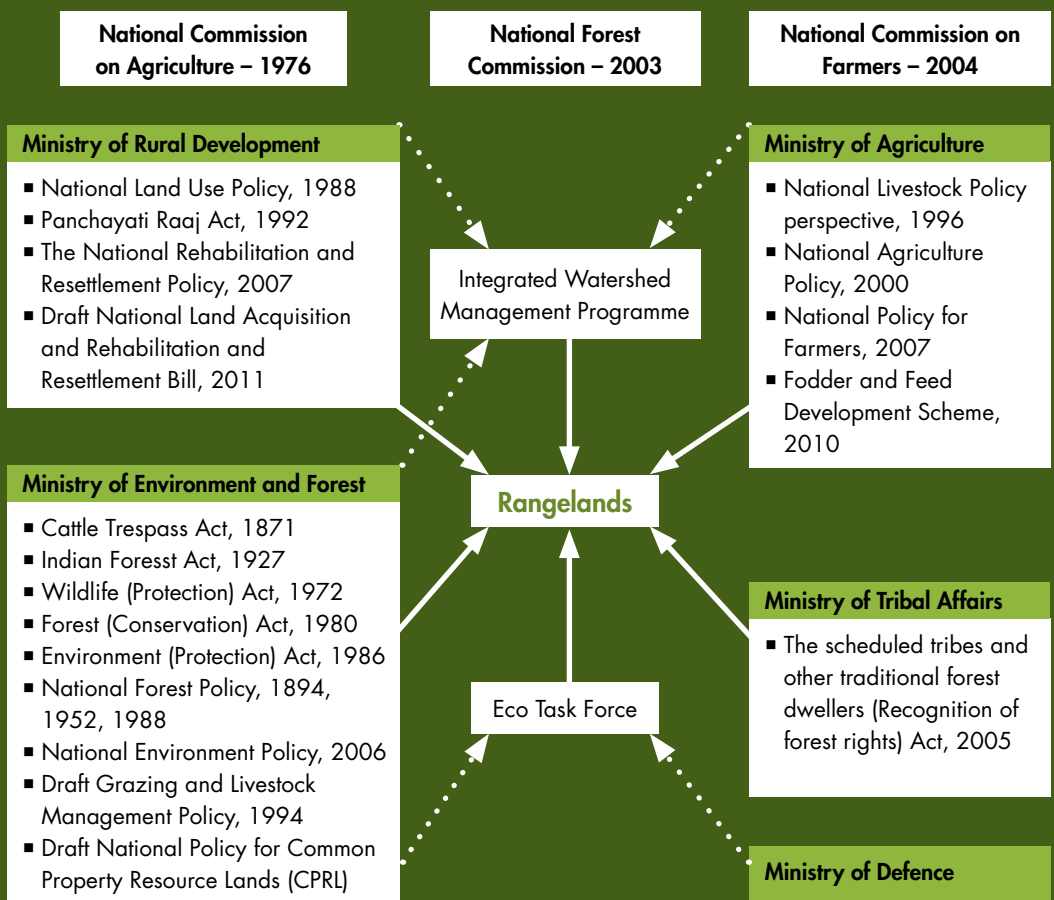 National Commission
on Agriculture – 1976
National Forest
Commission – 2003
National Commission on
Farmers – 2004
Ministry of Rural Development
▪ National Land Use Policy, 1988
▪ Panchayati Raaj Act, 1992
▪ The National Rehabilitation and
Resettlement Policy, 2007
▪ Draft National Land Acquisition
and Rehabilitation and
Resettlement Bill, 2011
Integrated Watershed
Management Programme
Ministry of Agriculture
▪ National Livestock Policy
perspective, 1996
▪ National Agriculture
Policy, 2000
▪ National Policy for
Farmers, 2007
▪ Fodder and Feed
Development Scheme,
2010
Rangelands
Ministry of Environment and Forest
▪ Cattle Trespass Act, 1871
▪ Indian Foresst Act, 1927
▪ Wildlife (Protection) Act, 1972
▪ Forest (Conservation) Act, 1980
▪ Environment (Protection) Act, 1986
▪ National Forest Policy, 1894,
1952, 1988
▪ National Environment Policy, 2006
▪ Draft Grazing and Livestock
Management Policy, 1994
▪ Draft National Policy for Common
Property Resource Lands (CPRL)
Eco Task Force
Ministry of Tribal Affairs
▪ The scheduled tribes and
other traditional forest
dwellers (Recognition of
forest rights) Act, 2005
Ministry of Defence